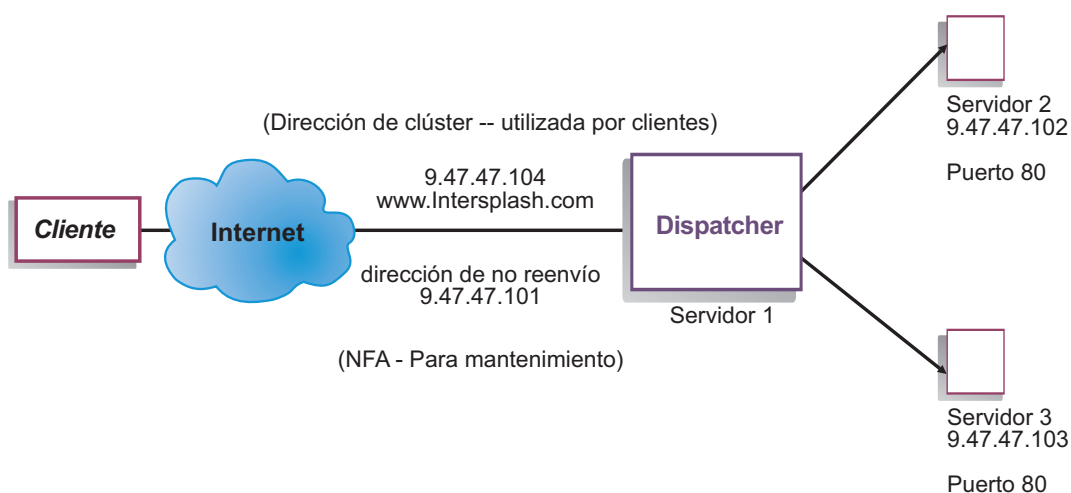 (Dirección de clúster -- utilizada por clientes)
9.47.47.104
www.Intersplash.com
Cliente
Internet
dirección de no reenvío
9.47.47.101
(NFA - Para mantenimiento)
Dispatcher
Servidor 1
Servidor 2
9.47.47.102
Puerto 80
Servidor 3
9.47.47.103
Puerto 80